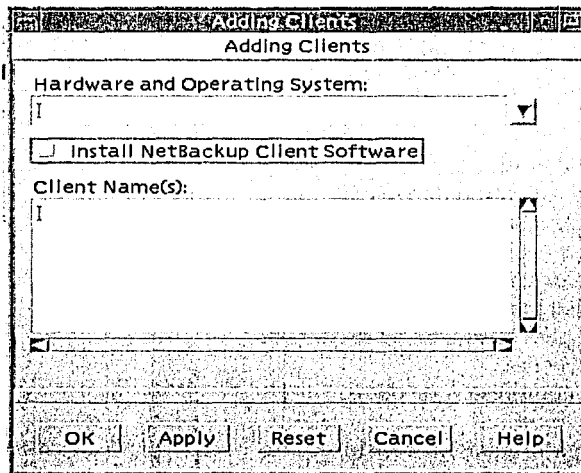 Adding Clients
Adding Clients
Hardware and Operating System:
Install NetBackup Client Software
Client Name(s):
OK Apply Reset Cancel Help